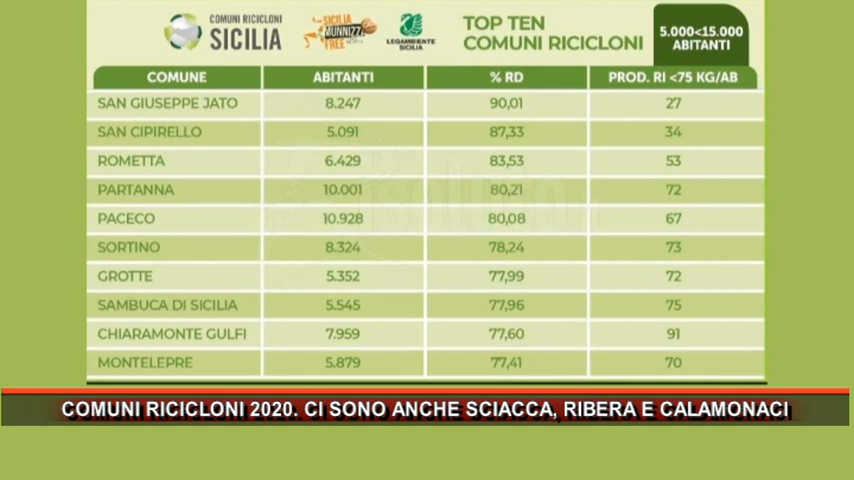 COMUNI RICICLONI
SICILIA
SICILIA
MUNNIZZA
FREE
LEGAMBIENTE
SICILIA
TOP TEN
COMUNI RICICLONI
5.000<15.000
ABITANTI
COMUNE ABITANTI % RD PROD. RI <75 KG/AB
SAN GIUSEPPE JATO 8.247 90,01 27
SAN CIPIRELLO 5.091 87,33 34
ROMETTA 6.429 83,53 53
PARTANNA 10.001 80,21 72
PACECO 10.928 80,08 67
SORTINO 8.324 78,24 73
GROTTE 5.352 77,99 72
SAMBUCA DI SICILIA 5.545 77,96 75
CHIARAMONTE GULFI 7.959 77,60 91
MONTELEPRE 5.879 77,41 70
COMUNI RICICLONI 2020. CI SONO ANCHE SCIACCA, RIBERA E CALAMONACI